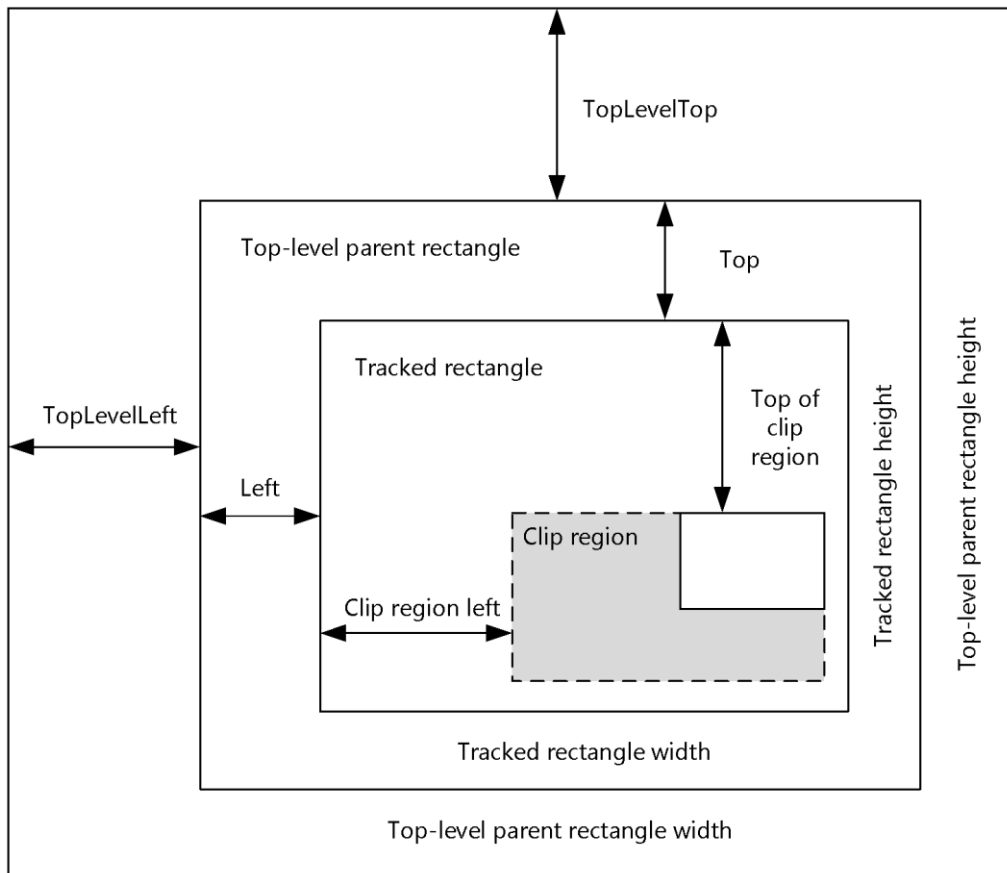 TopLevelTop
Top-level parent rectangle
Top
Tracked rectangle
TopLevelLeft
Top of
clip
region
Left
Clip region
Clip region left
Tracked rectangle height
Top-level parent rectangle height
Tracked rectangle width
Top-level parent rectangle width